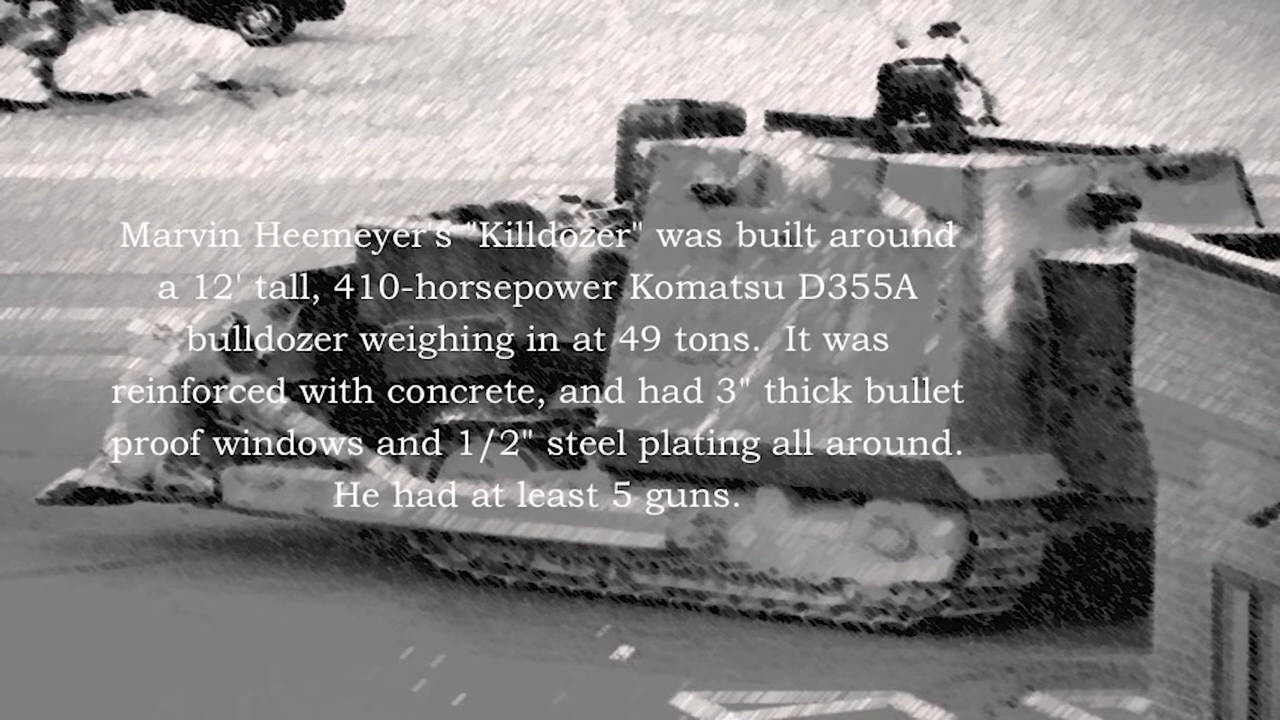 Marvin Heemeyer's "Killdozer" was built around
a 12' tall, 410-horsepower Komatsu D355A
bulldozer weighing in at 49 tons.  It was
reinforced with concrete, and had 3" thick bullet
proof windows and 1/2" steel plating all around.
He had at least 5 guns.